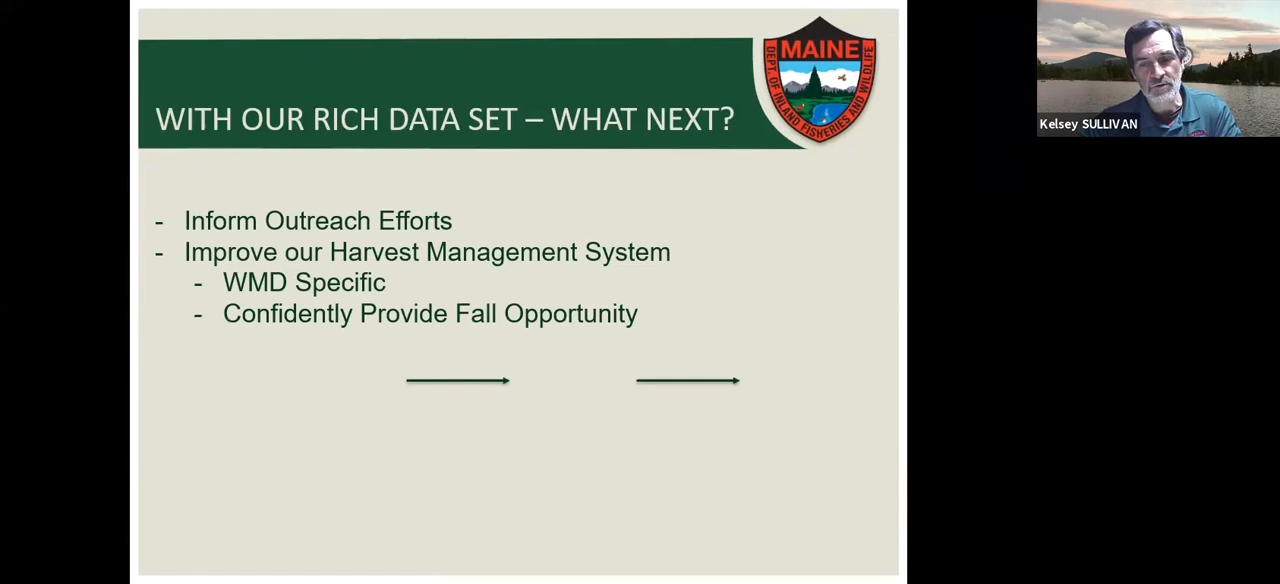 WITH OUR RICH DATA SET – WHAT NEXT?
MAINE
DEPT. OF INLAND FISHERIES AND WILDLIFE
Kelsey SULLIVAN
- Inform Outreach Efforts
- Improve our Harvest Management System
- WMD Specific
- Confidently Provide Fall Opportunity